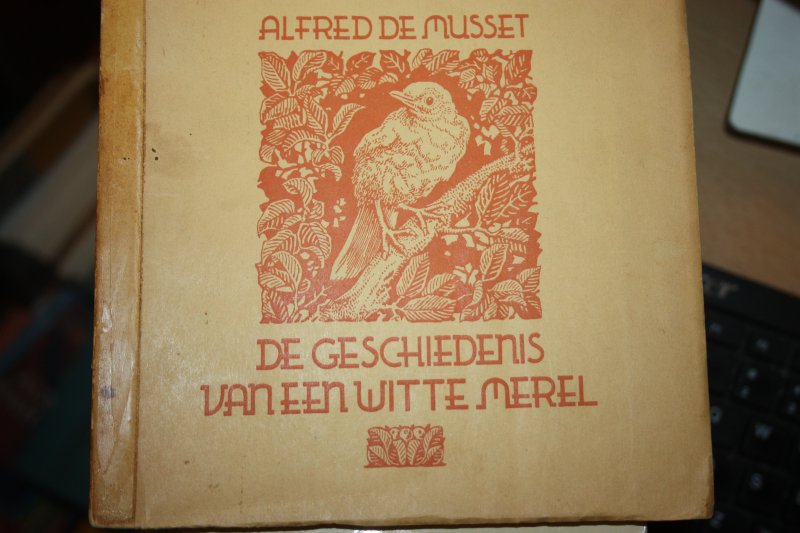 ALFRED DE MUSSET
DE GESCHIEDENIS
VAN EEN WITTE MEREL